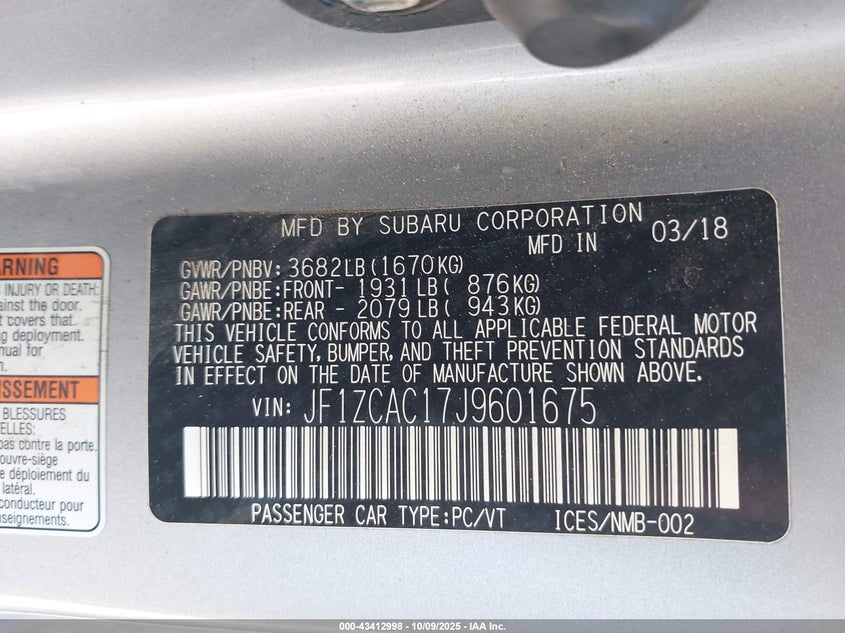 MFD BY SUBARU CORPORATION
MFD IN 03/18
GVWR/PNBV: 3682LB(1670KG)
GAWR/PNBE:FRONT- 1931LB( 876KG)
GAWR/PNBE:REAR - 2079LB( 943KG)
THIS VEHICLE CONFORMS TO ALL APPLICABLE FEDERAL MOTOR
VEHICLE SAFETY, BUMPER, AND THEFT PREVENTION STANDARDS
IN EFFECT ON THE DATE OF MANUFACTURE SHOWN ABOVE.
VIN: JF1ZCAC17J9601675
PASSENGER CAR TYPE:PC/VT ICES/NMB-002
ARNING
INJURY OR DEATH:
ainst the door.
t covers that
ng deployment.
nual for
n.
ISSEMENT
BLESSURES
ELLES:
pas contre la porte.
ouvre-siège
e déploiement du
latéral.
conducteur pour
nseignements.
000-43412998 | 10/09/2025 - IAA Inc.